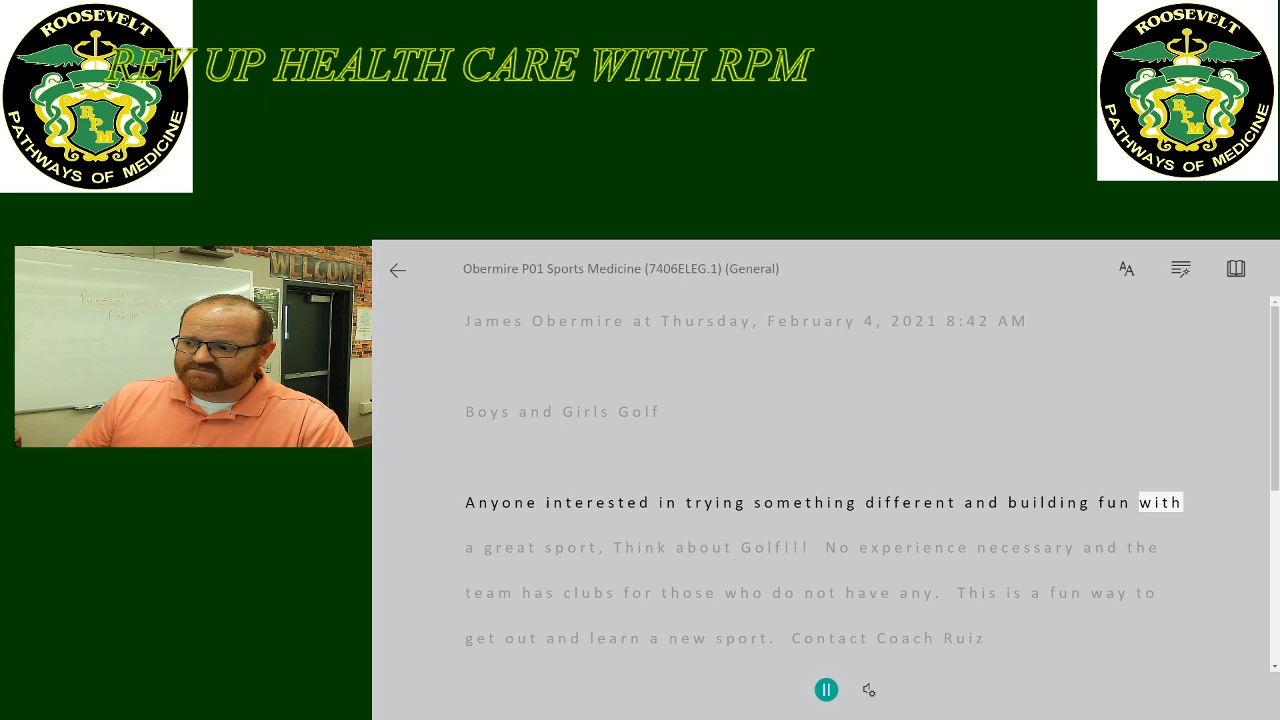 ROOSEVELT
RPM
PATHWAYS OF MEDICINE
REV UP HEALTH CARE WITH RPM
ROOSEVELT
RPM
PATHWAYS OF MEDICINE
WELCOME
Obermire P01 Sports Medicine (7406ELEG.1) (General)
James Obermire at Thursday, February 4, 2021 8:42 AM
Boys and Girls Golf
Anyone interested in trying something different and building fun with
a great sport, Think about Golf!!!  No experience necessary and the
team has clubs for those who do not have any.  This is a fun way to
get out and learn a new sport.  Contact Coach Ruiz